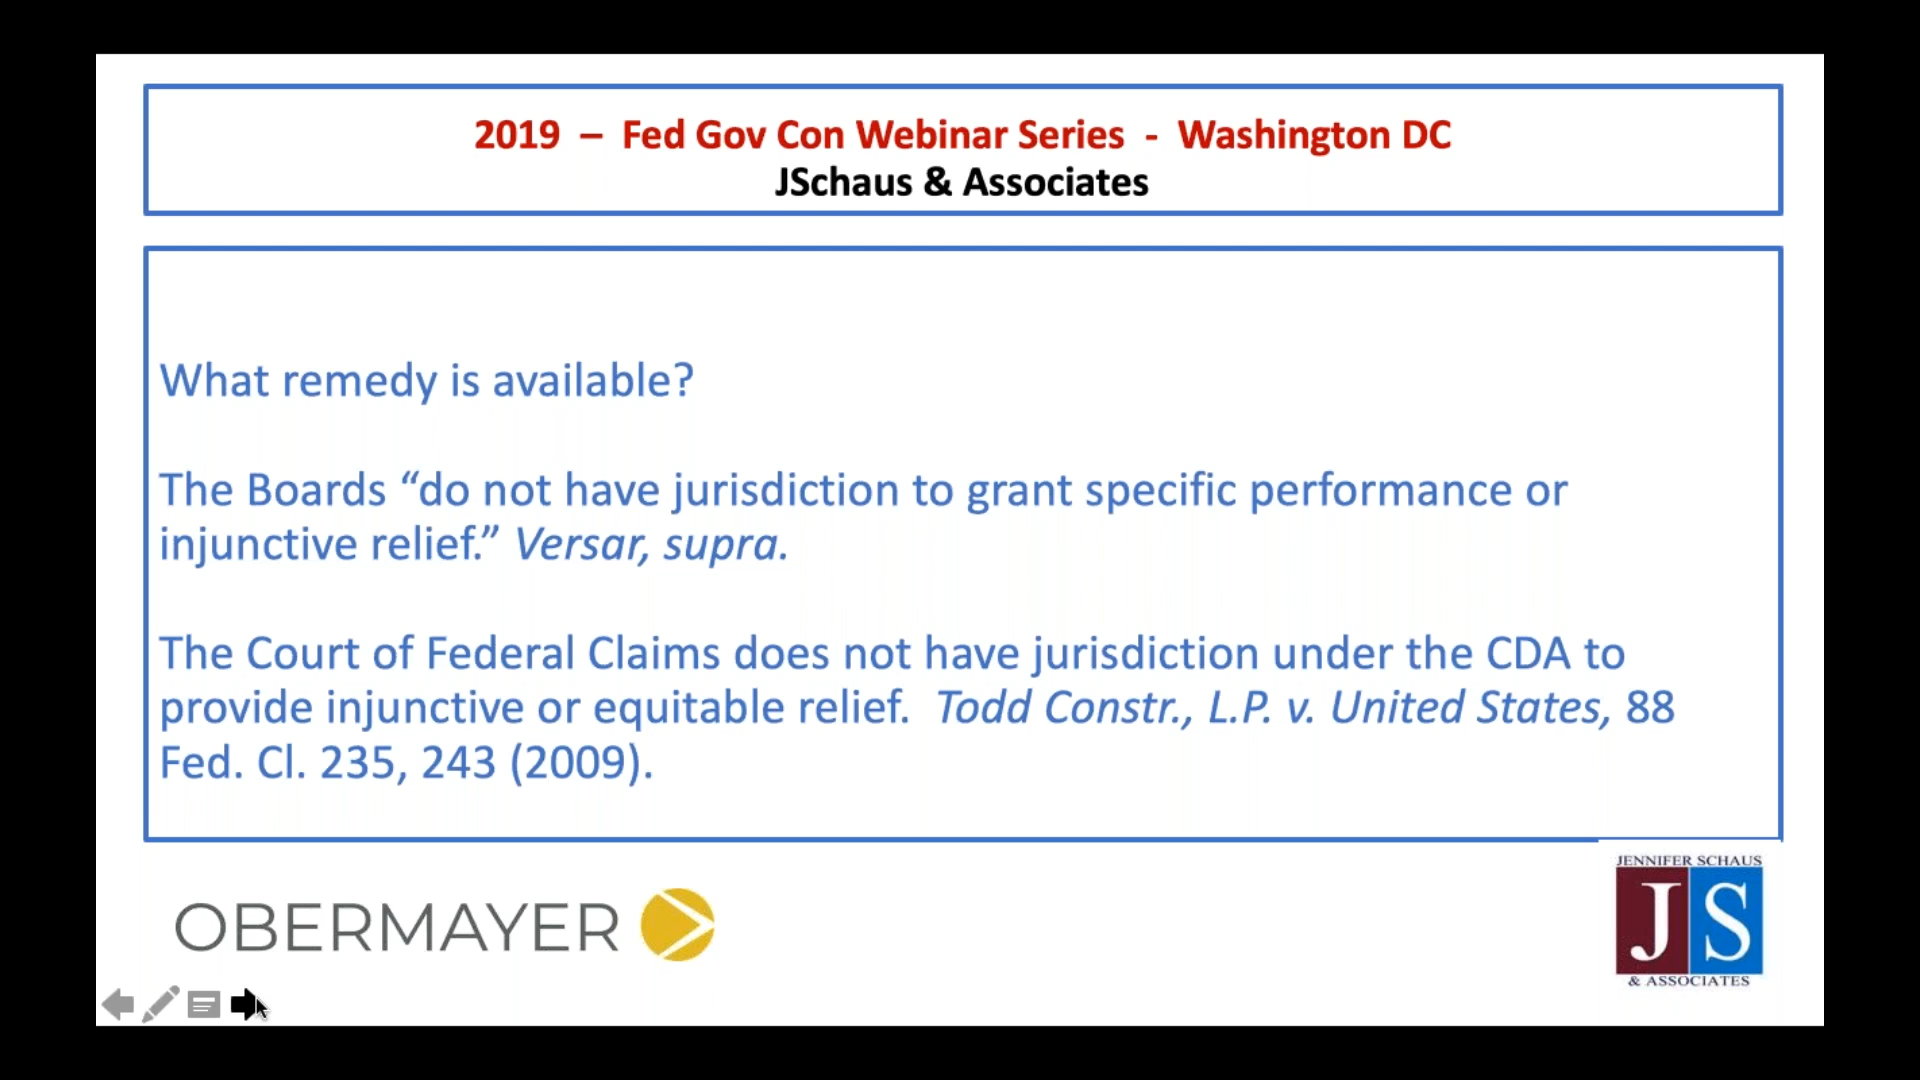 2019 – Fed Gov Con Webinar Series - Washington DC
JSchaus & Associates
What remedy is available?
The Boards “do not have jurisdiction to grant specific performance or
injunctive relief.” Versar, supra.
The Court of Federal Claims does not have jurisdiction under the CDA to
provide injunctive or equitable relief. Todd Constr., L.P. v. United States, 88
Fed. Cl. 235, 243 (2009).
OBERMAYER
JENNIFER SCHAUS
JS
& ASSOCIATES